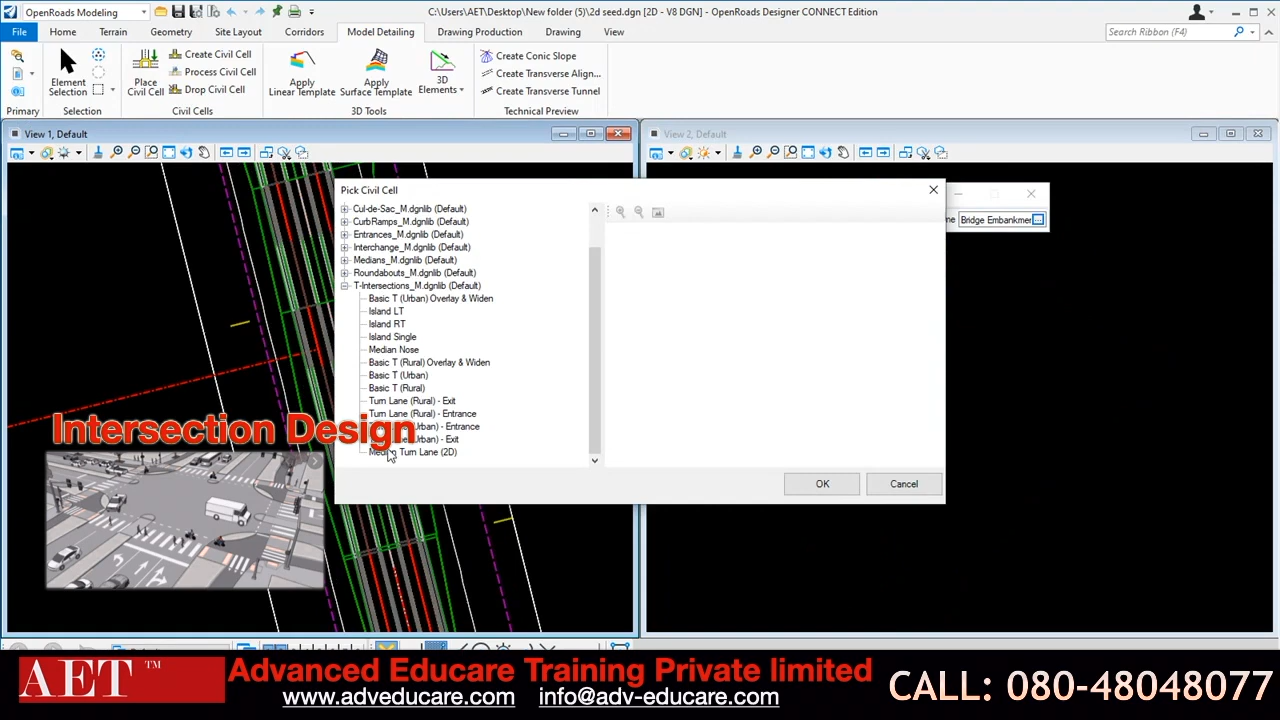 OpenRoads Modeling
C:\Users\AET\Desktop\New folder (5)\2d seed.dgn [2D - V8 DGN] - OpenRoads Designer CONNECT Edition
File
Home
Terrain
Geometry
Site Layout
Corridors
Model Detailing
Drawing Production
Drawing
View
Search Ribbon (F4)
Element
Selection
Place
Civil Cell
Create Civil Cell
Process Civil Cell
Drop Civil Cell
Apply
Linear Template
Apply
Surface Template
3D
Elements
Create Conic Slope
Create Transverse Align...
Create Transverse Tunnel
Primary
Selection
Civil Cells
3D Tools
Technical Preview
View 1, Default
View 2, Default
Pick Civil Cell
Cul-de-Sac_M.dgnlib (Default)
CurbRamps_M.dgnlib (Default)
Entrances_M.dgnlib (Default)
Interchange_M.dgnlib (Default)
Medians_M.dgnlib (Default)
Roundabouts_M.dgnlib (Default)
T-Intersections_M.dgnlib (Default)
Basic T (Urban) Overlay & Widen
Island LT
Island RT
Island Single
Median Nose
Basic T (Rural) Overlay & Widen
Basic T (Urban)
Basic T (Rural)
Turn Lane (Rural) - Exit
Turn Lane (Rural) - Entrance
(Urban) - Entrance
(Urban) - Exit
Median Turn Lane (2D)
OK
Cancel
Bridge Embankmer
Intersection Design
AET ™
Advanced Educare Training Private limited
www.adveducare.com info@adv-educare.com
CALL: 080-48048077